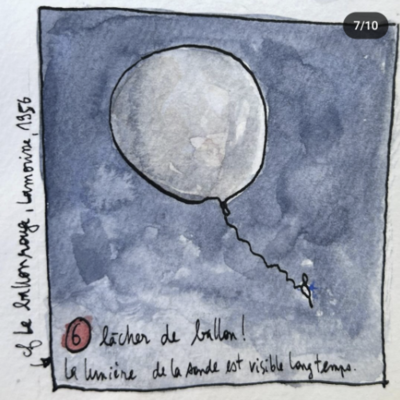 7/10
cf Le ballon rouge, Lamorisse, 1956
6 lâcher de ballon!
la lumière de la sonde est visible longtemps.